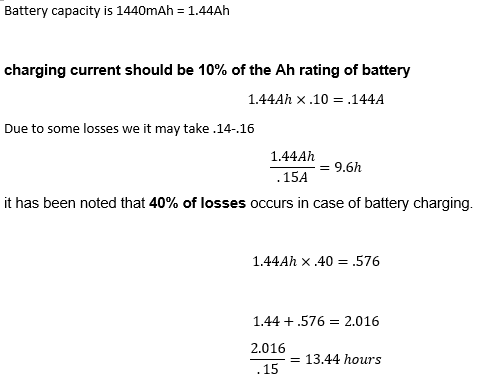 Battery capacity is 1440mAh = 1.44Ah
charging current should be 10% of the Ah rating of battery
1.44Ah × .10 = .144A
Due to some losses we it may take .14-.16
1.44Ah
.15A
= 9.6h
it has been noted that 40% of losses occurs in case of battery charging.
1.44Ah × .40 = .576
1.44 + .576 = 2.016
2.016
.15
= 13.44 hours